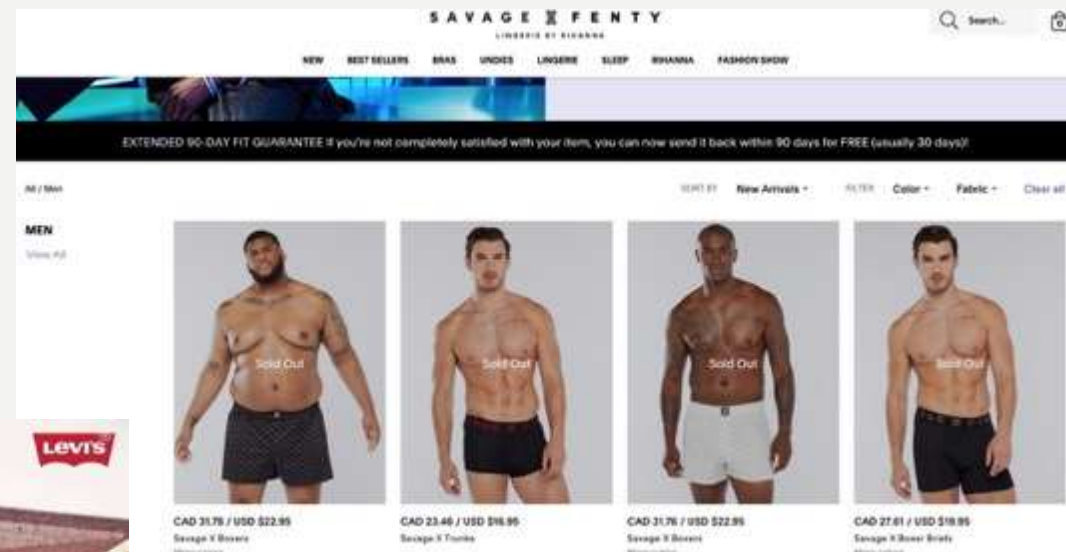 SAVAGE X FENTY
LINGERIE BY RIHANNA
Search...
0
NEW BEST SELLERS BRAS UNDIES LINGERIE SLEEP RIHANNA FASHION SHOW
EXTENDED 90-DAY FIT GUARANTEE If you're not completely satisfied with your item, you can now send it back within 90 days for FREE (usually 30 days)!
All / Men
SORT BY New Arrivals FILTER Color Fabric Clear all
MEN
View All
Sold Out Sold Out Sold Out Sold Out
CAD 31.76 / USD $22.95 CAD 23.46 / USD $16.95 CAD 31.76 / USD $22.95 CAD 27.61 / USD $19.95
Savage X Boxers Savage X Trunks Savage X Boxers Savage X Boxer Briefs
LEVI'S